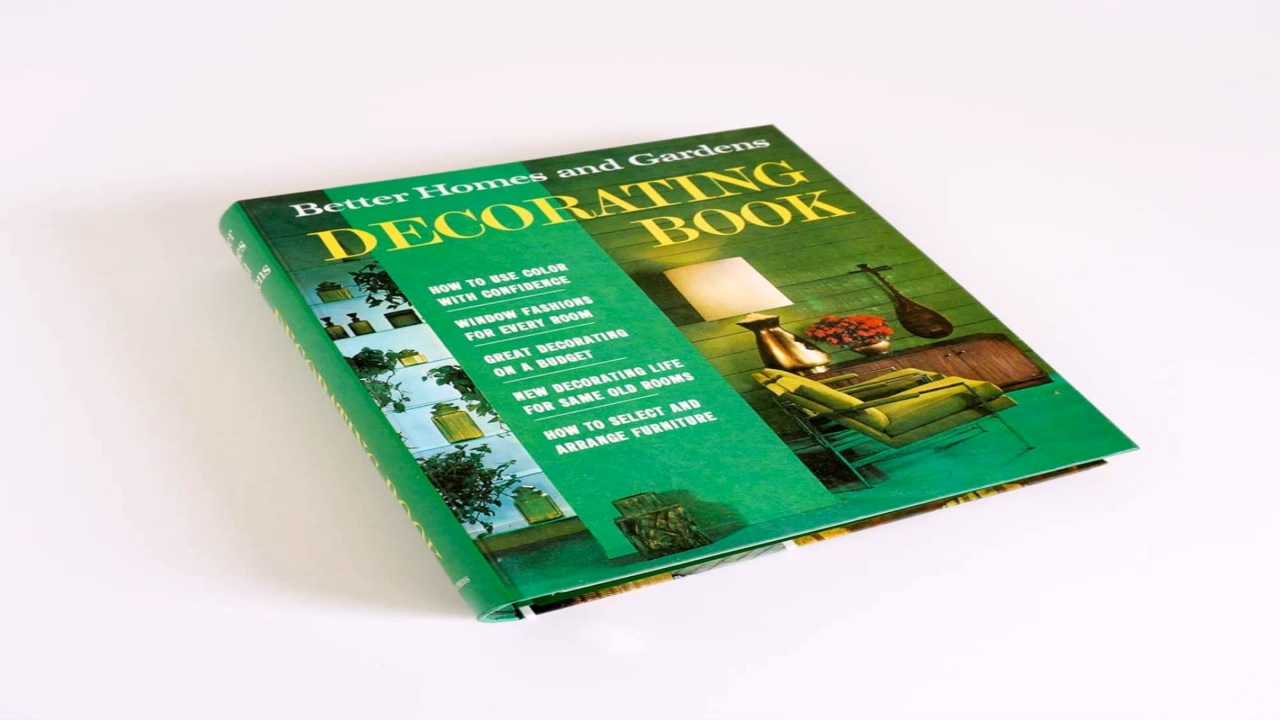 Better Homes and Gardens
DECORATING
BOOK
HOW TO USE COLOR
WITH CONFIDENCE
WINDOW FASHIONS
FOR EVERY ROOM
GREAT DECORATING
ON A BUDGET
NEW DECORATING LIFE
FOR SAME OLD ROOMS
HOW TO SELECT AND
ARRANGE FURNITURE